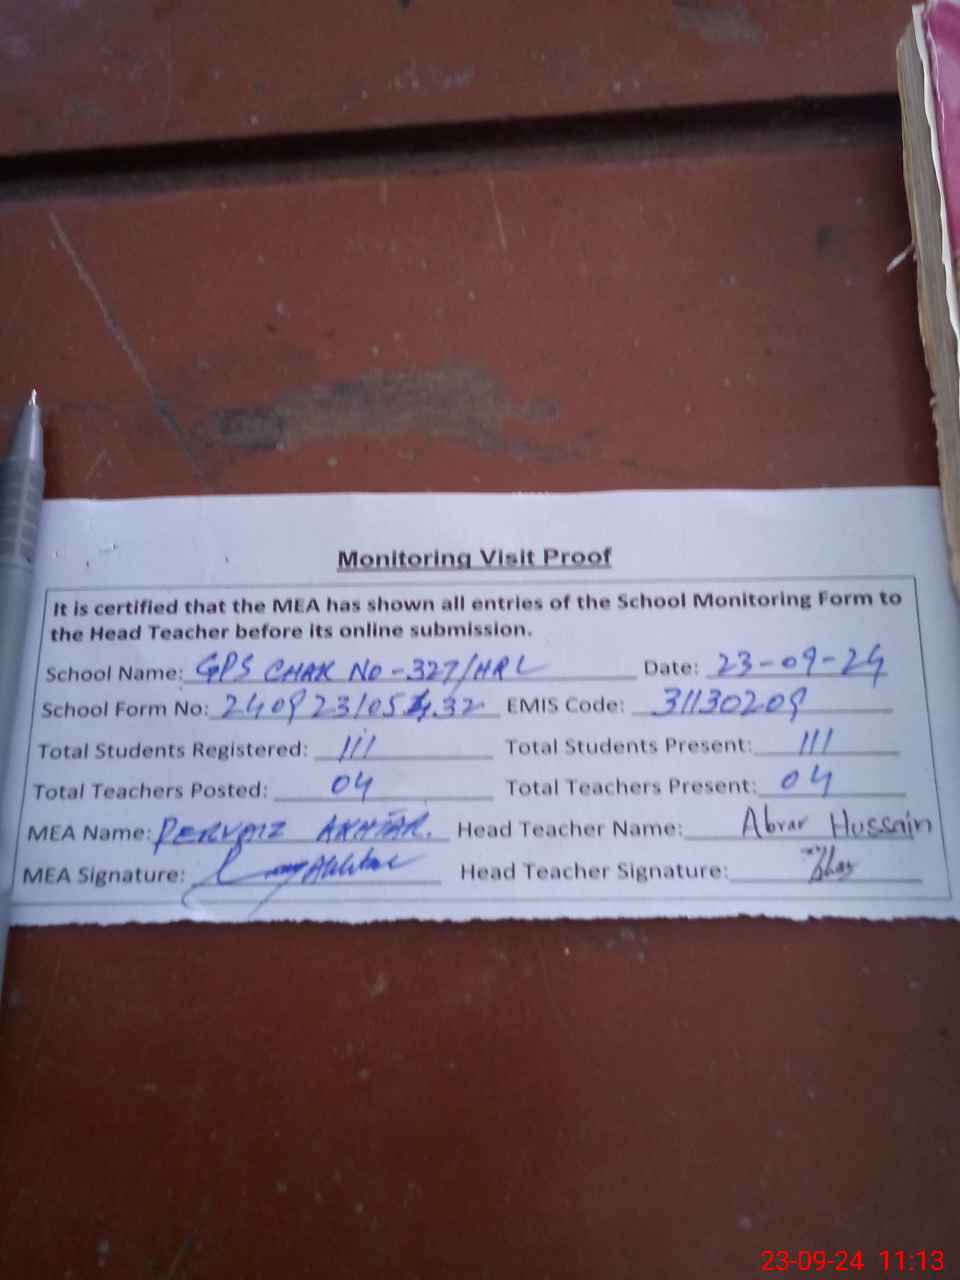 Monitoring Visit Proof
It is certified that the MEA has shown all entries of the School Monitoring Form to
the Head Teacher before its online submission.
School Name: GPS CHAK No-327/HRL Date: 23-09-24
School Form No: EMIS Code: 31130209
Total Students Registered: 111 Total Students Present: 111
Total Teachers Posted: 04 Total Teachers Present: 04
MEA Name: PERVAIZ AKHTAR. Head Teacher Name: Abrar Hussain
MEA Signature: Head Teacher Signature:
23-09-24 11:13